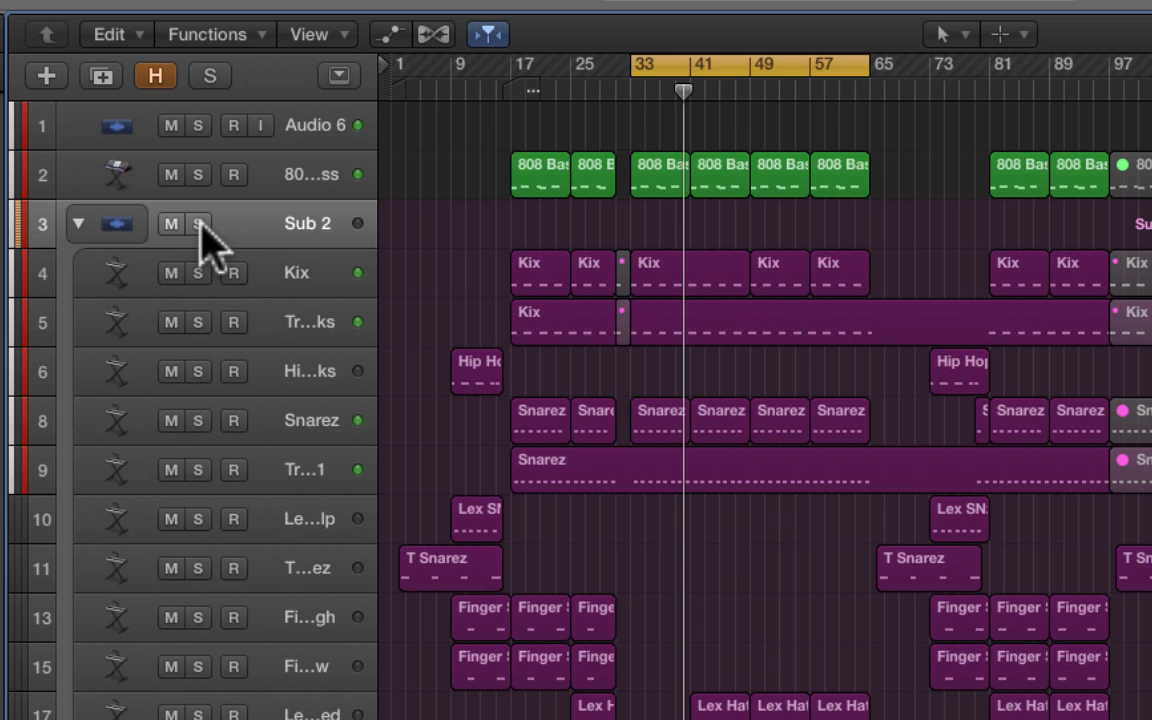 Edit Functions View
H S
1 9 17 25 33 41 49 57 65 73 81 89 97
...
1 M S R I Audio 6
2 M S R 80...ss 808 Bas 808 B 808 Bas 808 Bas 808 Bas 808 Bas 808 Bas 808 Bas 80
3 M S Sub 2 Su
4 M S R Kix Kix Kix Kix Kix Kix Kix Kix Kix
5 M S R Tr...ks Kix Kix
6 M S R Hi...ks Hip Ho Hip Hop
8 M S R Snarez Snarez Snare Snarez Snarez Snarez Snarez S Snarez Snarez Sn
9 M S R Tr...1 Snarez Sn
10 M S R Le...lp Lex SN Lex SN
11 M S R T...ez T Snarez T Snarez T Sn
13 M S R Fi...gh Finger S Finger S Finge Finger S Finger S Finger S
15 M S R Fi...w Finger S Finger S Finge Finger S Finger S Finger S
17 M S R Le...ed Lex H Lex Hat Lex Hat Lex Hat Lex Hat Lex Hat